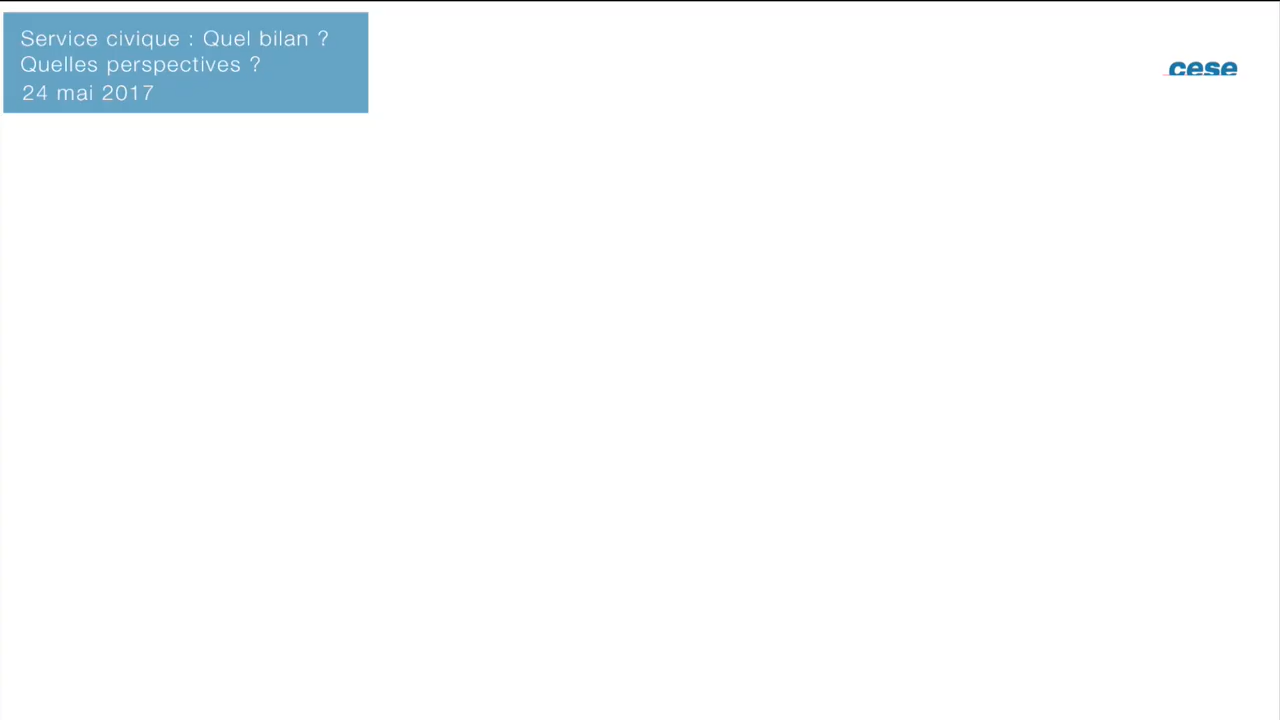 Service civique : Quel bilan ?
Quelles perspectives ?
24 mai 2017
cese